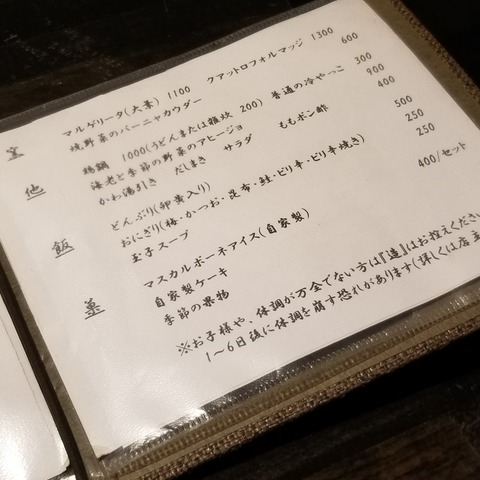 窯
マルゲリータ(大葉) 1100 クアットロフォルマッジ 1300
焼野菜のバーニャカウダー 600
他
鶏鍋 1000(うどんまたは雑炊 200) 普通の冷やっこ 300
海老と季節の野菜のアヒージョ 900
かわ湯引き だしまき サラダ ももポン酢 400
飯
どんぶり(卵黄入り) 500
おにぎり(梅・かつお・昆布・鮭・ピリ辛・ピリ辛焼き) 250
玉子スープ 250
菓
マスカルポーネアイス(自家製) 400/セット
自家製ケーキ
季節の果物
※お子様や、体調が万全でない方は『造』はお控えください
1〜6日後に体調を崩す恐れがあります(詳しくは店主